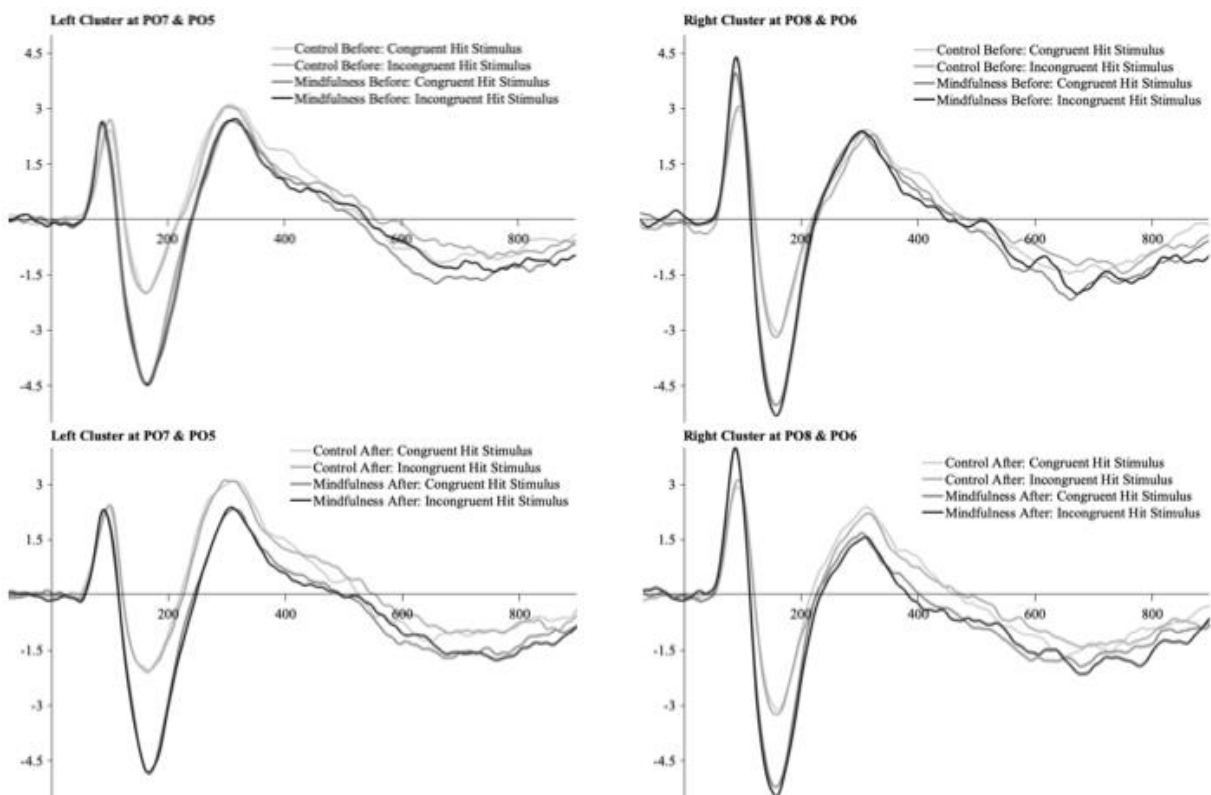 Left Cluster at PO7 & PO5
4.5
3
1.5
-1.5
-3
-4.5
200
400
600
800
Control Before: Congruent Hit Stimulus
Control Before: Incongruent Hit Stimulus
Mindfulness Before: Congruent Hit Stimulus
Mindfulness Before: Incongruent Hit Stimulus
Right Cluster at PO8 & PO6
4.5
3
1.5
-1.5
-3
-4.5
200
400
600
800
Control Before: Congruent Hit Stimulus
Control Before: Incongruent Hit Stimulus
Mindfulness Before: Congruent Hit Stimulus
Mindfulness Before: Incongruent Hit Stimulus
Left Cluster at PO7 & PO5
3
1.5
-1.5
-3
-4.5
200
400
600
800
Control After: Congruent Hit Stimulus
Control After: Incongruent Hit Stimulus
Mindfulness After: Congruent Hit Stimulus
Mindfulness After: Incongruent Hit Stimulus
Right Cluster at PO8 & PO6
3
1.5
-1.5
-3
-4.5
200
400
600
800
Control After: Congruent Hit Stimulus
Control After: Incongruent Hit Stimulus
Mindfulness After: Congruent Hit Stimulus
Mindfulness After: Incongruent Hit Stimulus